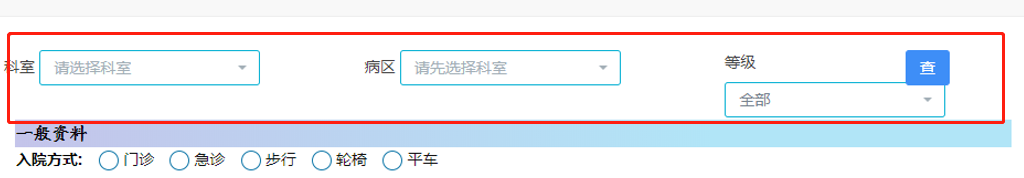 科室 请选择科室 病区 请先选择科室 等级 查
全部
一般资料
入院方式: 门诊 急诊 步行 轮椅 平车